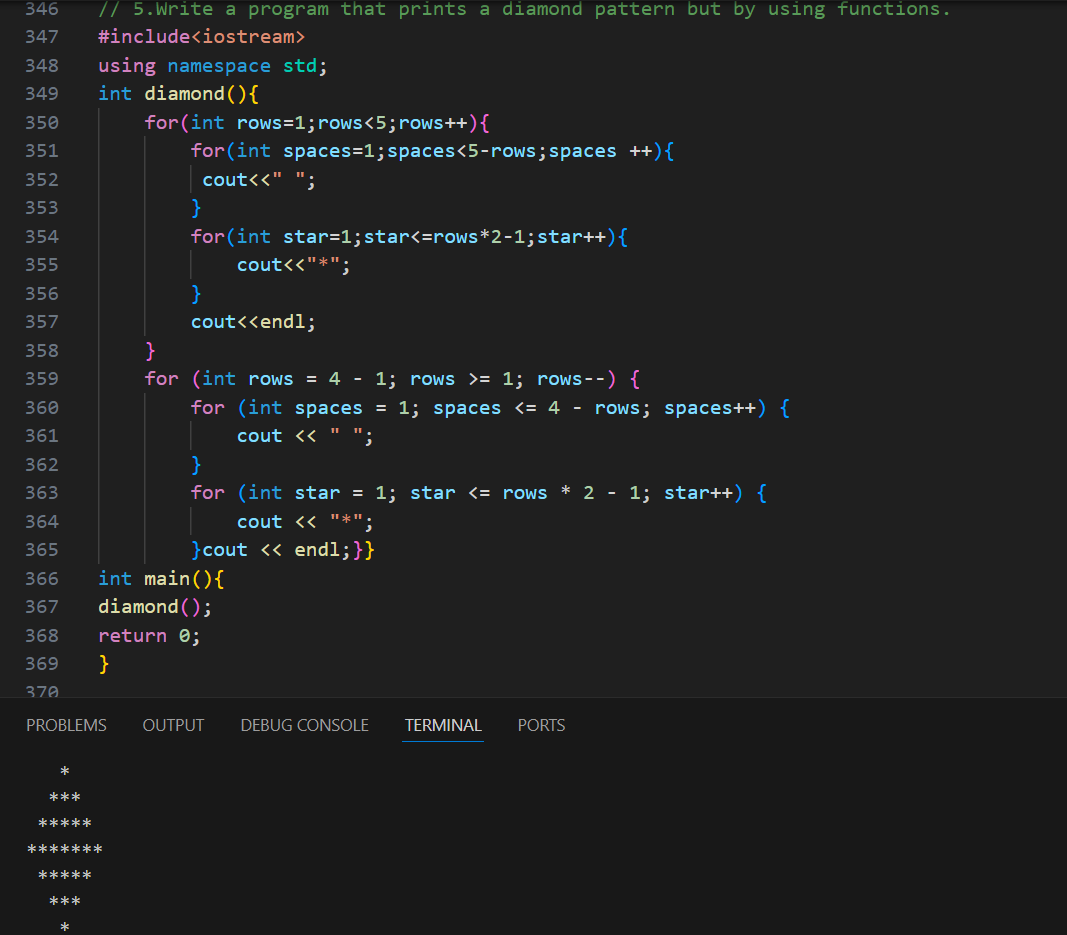 346 // 5.Write a program that prints a diamond pattern but by using functions.
347 #include<iostream>
348 using namespace std;
349 int diamond(){
350     for(int rows=1;rows<5;rows++){
351         for(int spaces=1;spaces<5-rows;spaces ++){
352          cout<<" ";
353         }
354         for(int star=1;star<=rows*2-1;star++){
355             cout<<"*";
356         }
357         cout<<endl;
358     }
359     for (int rows = 4 - 1; rows >= 1; rows--) {
360         for (int spaces = 1; spaces <= 4 - rows; spaces++) {
361             cout << " ";
362         }
363         for (int star = 1; star <= rows * 2 - 1; star++) {
364             cout << "*";
365         }cout << endl;}}
366 int main(){
367 diamond();
368 return 0;
369 }
370
PROBLEMS OUTPUT DEBUG CONSOLE TERMINAL PORTS
   *
  ***
 *****
*******
 *****
  ***
   *